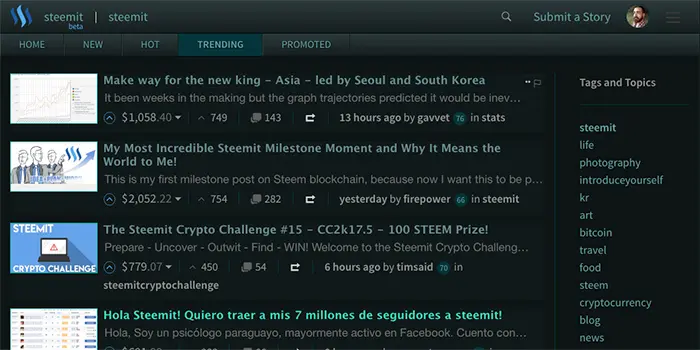 steemit | steemit
beta
Submit a Story
HOME NEW HOT TRENDING PROMOTED
Make way for the new king - Asia - led by Seoul and South Korea
It been weeks in the making but the graph trajectories predicted it would be inev…
$1,058.40 749 143 13 hours ago by gavvet 76 in stats
My Most Incredible Steemit Milestone Moment and Why It Means the
World to Me!
This is my first milestone post on Steem blockchain, because now I want this to be p…
$2,052.22 754 282 yesterday by firepower 66 in steemit
STEEMIT
CRYPTO CHALLENGE
The Steemit Crypto Challenge #15 - CC2k17.5 - 100 STEEM Prize!
Prepare - Uncover - Outwit - Find - WIN! Welcome to the Steemit Crypto Challeng…
$779.07 450 54 6 hours ago by timsaid 70 in
steemitcryptochallenge
Hola Steemit! Quiero traer a mis 7 millones de seguidores a steemit!
Hola, Soy un psicólogo paraguayo, mayormente activo en Facebook. Cuento con…
Tags and Topics
steemit
life
photography
introduceyourself
kr
art
bitcoin
travel
food
steem
cryptocurrency
blog
news